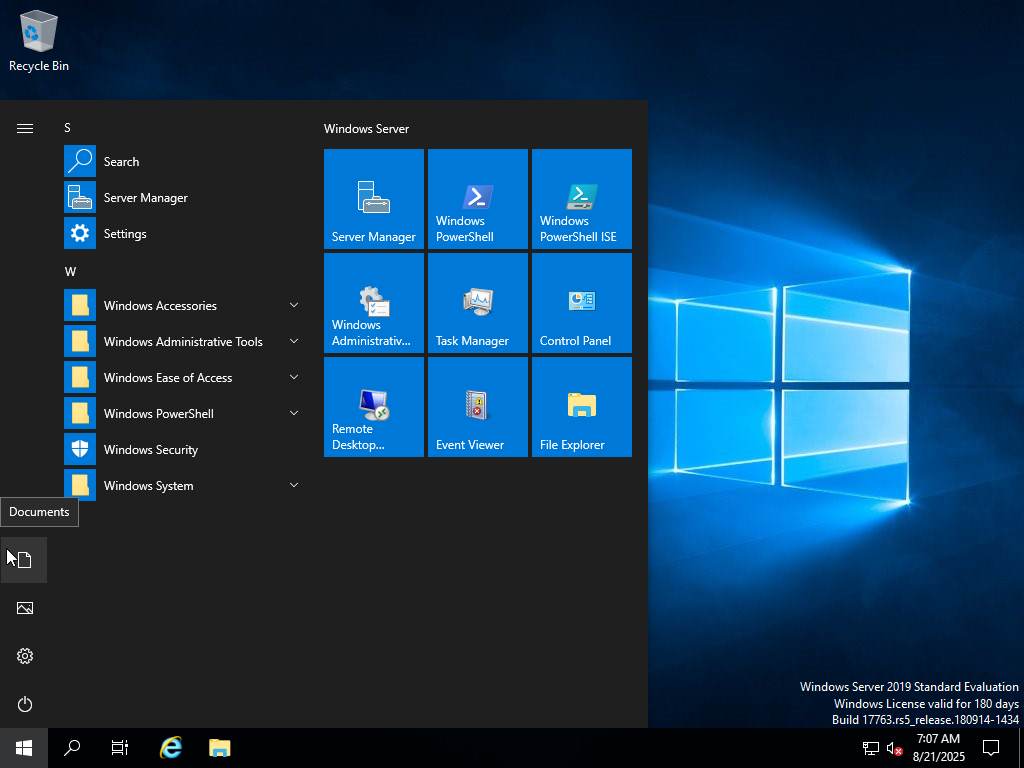 Recycle Bin
S
Search
Server Manager
Settings
W
Windows Accessories
Windows Administrative Tools
Windows Ease of Access
Windows PowerShell
Windows Security
Windows System
Documents
Windows Server
Server Manager
Windows
PowerShell
Windows
PowerShell ISE
Windows
Administrativ...
Task Manager
Control Panel
Remote
Desktop...
Event Viewer
File Explorer
Windows Server 2019 Standard Evaluation
Windows License valid for 180 days
Build 17763.rs5_release.180914-1434
7:07 AM
8/21/2025